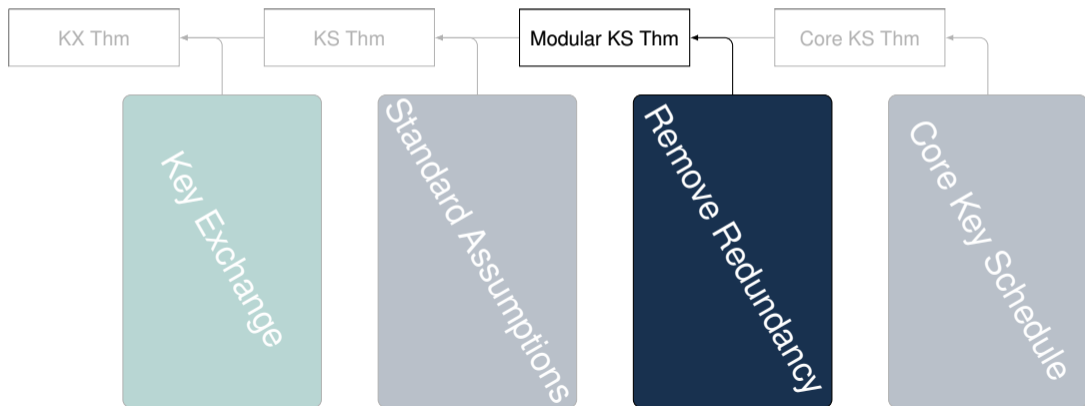 KX Thm
KS Thm
Modular KS Thm
Core KS Thm
Key Exchange
Standard Assumptions
Remove Redundancy
Core Key Schedule